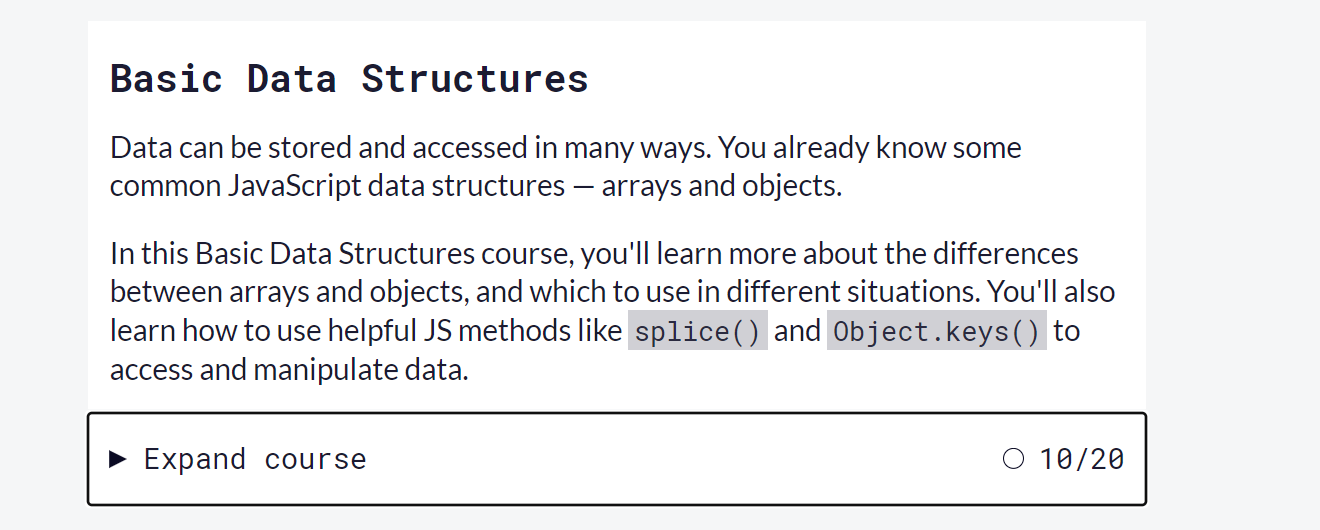 Basic Data Structures
Data can be stored and accessed in many ways. You already know some
common JavaScript data structures — arrays and objects.
In this Basic Data Structures course, you'll learn more about the differences
between arrays and objects, and which to use in different situations. You'll also
learn how to use helpful JS methods like splice() and Object.keys() to
access and manipulate data.
Expand course 10/20